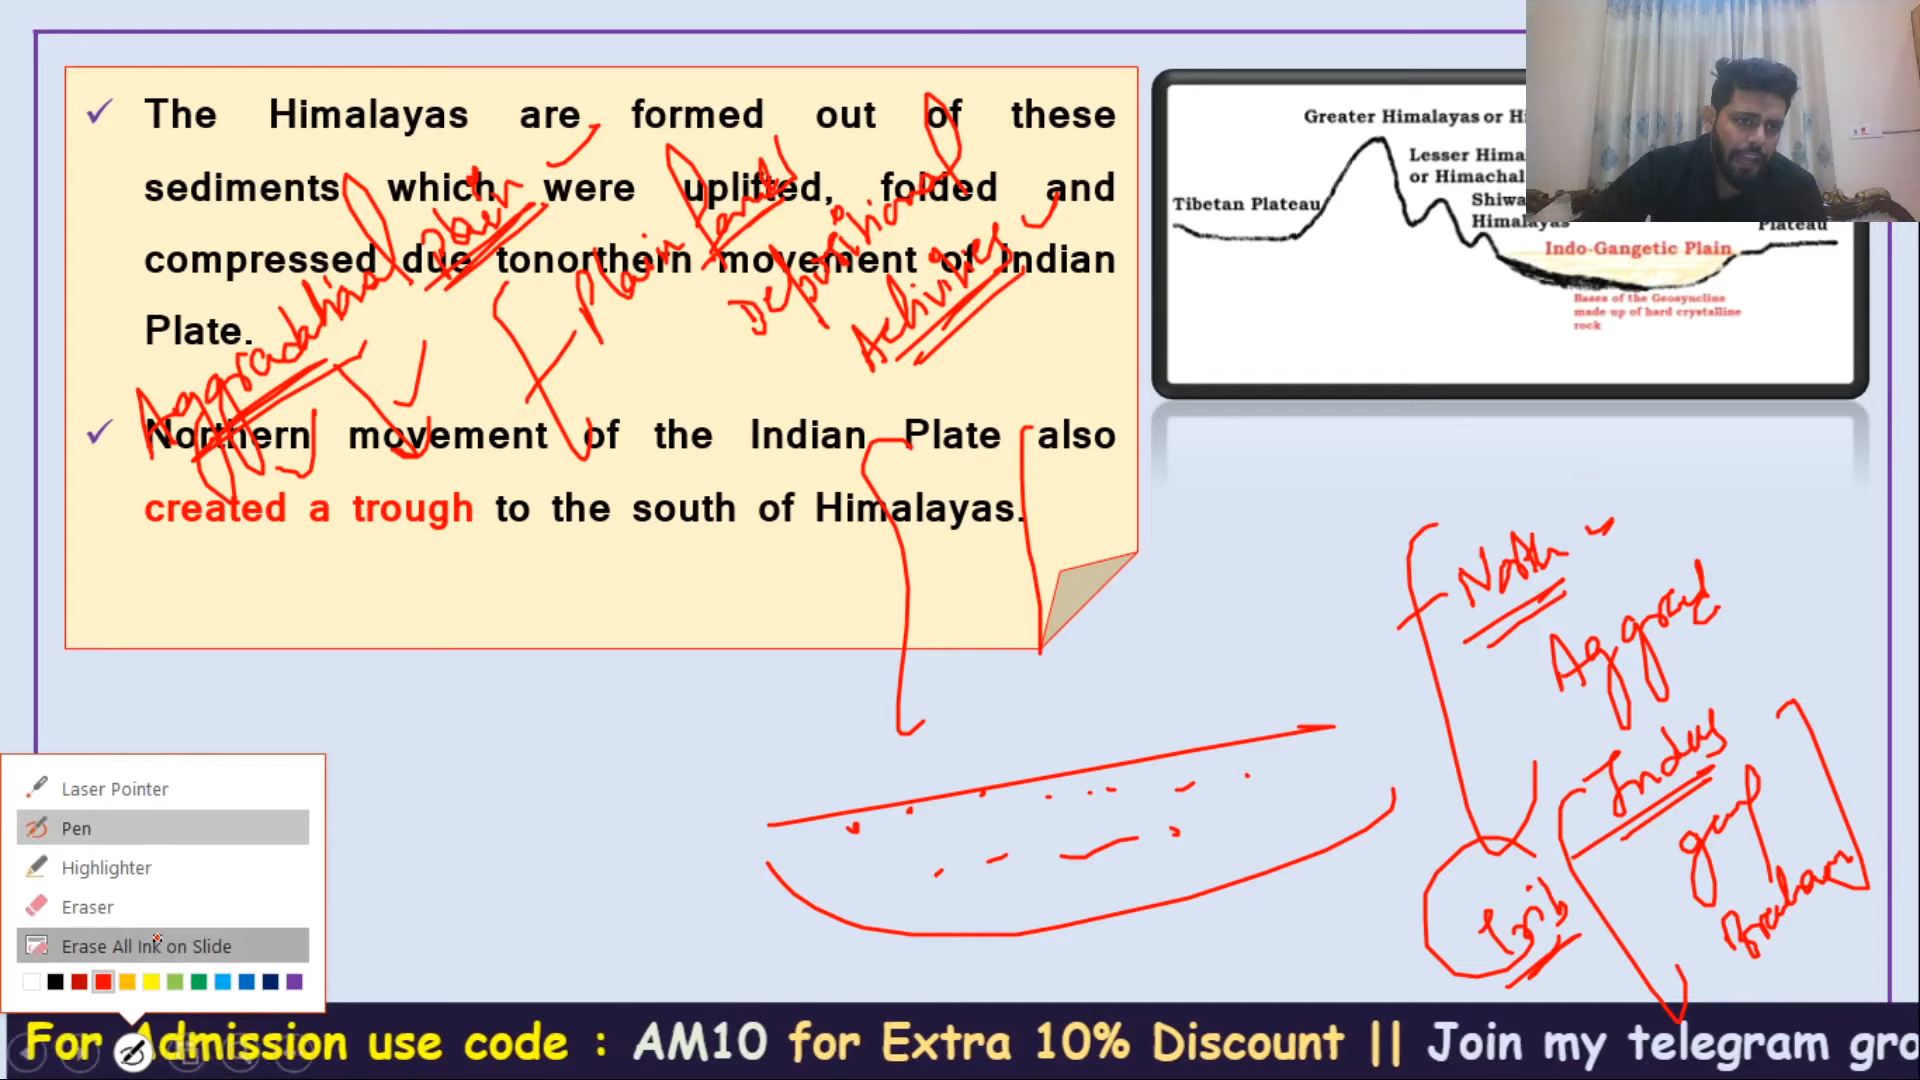 ✓ The Himalayas are formed out of these
sediments which were uplifted, folded and
compressed due tonorthern movement of Indian
Plate.
✓ Northern movement of the Indian Plate also
created a trough to the south of Himalayas.
Aggradational plain
Plain
Depositional
Activites
Greater Himalayas or Hi
Lesser Hima
or Himachal
Shiwa
Himalayas
Tibetan Plateau
Plateau
Indo-Gangetic Plain
Bases of the Geosyncline
made up of hard crystalline
rock
North
Aggrad
Indus
Laser Pointer
Pen
Highlighter
Eraser
Erase All Ink on Slide
For Admission use code : AM10 for Extra 10% Discount || Join my telegram gro